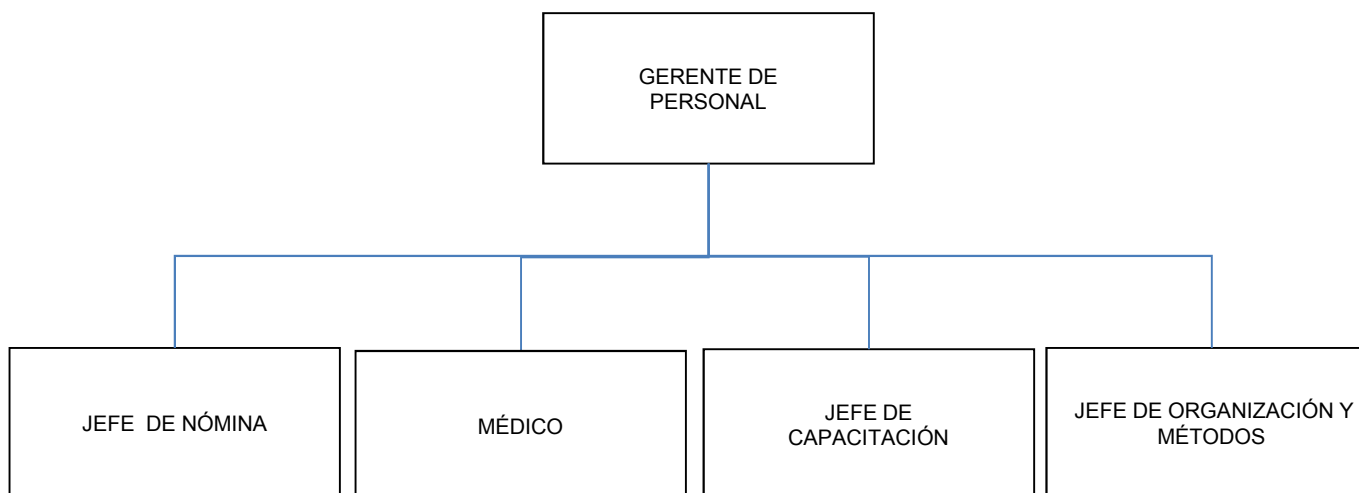 GERENTE DE
PERSONAL
JEFE DE NÓMINA
MÉDICO
JEFE DE
CAPACITACIÓN
JEFE DE ORGANIZACIÓN Y
MÉTODOS